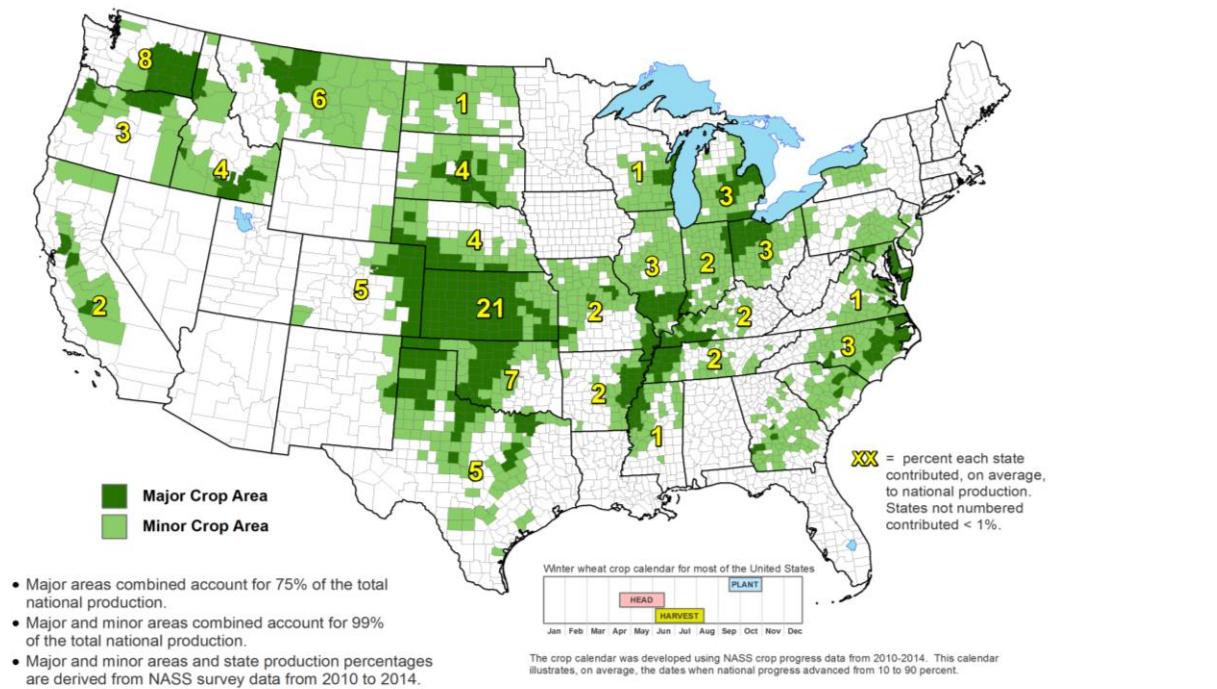 8
6
1
3
4
4
1
3
4
5
21
2
3
2
3
2
2
1
2
3
7
2
2
1
5
XX = percent each state
contributed, on average,
to national production.
States not numbered
contributed < 1%.
Major Crop Area
Minor Crop Area
• Major areas combined account for 75% of the total
national production.
• Major and minor areas combined account for 99%
of the total national production.
• Major and minor areas and state production percentages
are derived from NASS survey data from 2010 to 2014.
Winter wheat crop calendar for most of the United States
PLANT
HEAD
HARVEST
Jan Feb Mar Apr May Jun Jul Aug Sep Oct Nov Dec
The crop calendar was developed using NASS crop progress data from 2010-2014. This calendar
illustrates, on average, the dates when national progress advanced from 10 to 90 percent.